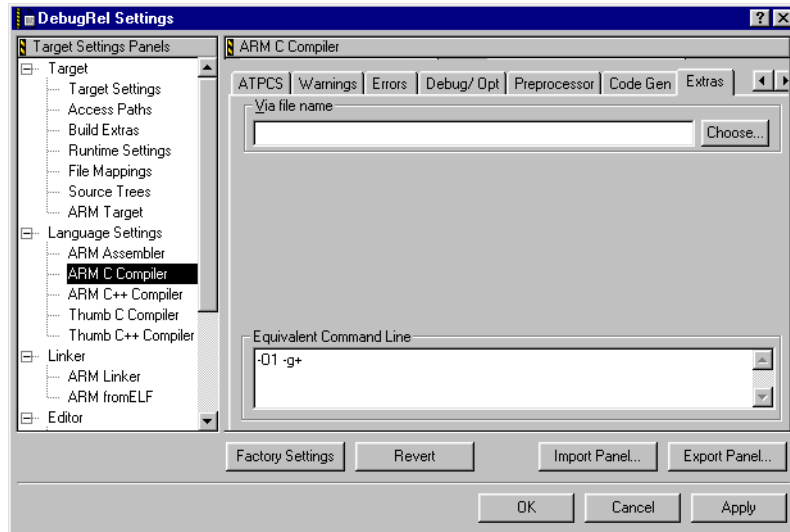 DebugRel Settings
Target Settings Panels
Target
Target Settings
Access Paths
Build Extras
Runtime Settings
File Mappings
Source Trees
ARM Target
Language Settings
ARM Assembler
ARM C Compiler
ARM C++ Compiler
Thumb C Compiler
Thumb C++ Compiler
Linker
ARM Linker
ARM fromELF
Editor
ARM C Compiler
ATPCS Warnings Errors Debug/ Opt Preprocessor Code Gen Extras
Via file name
Choose...
Equivalent Command Line
-O1 -g+
Factory Settings Revert Import Panel... Export Panel...
OK Cancel Apply